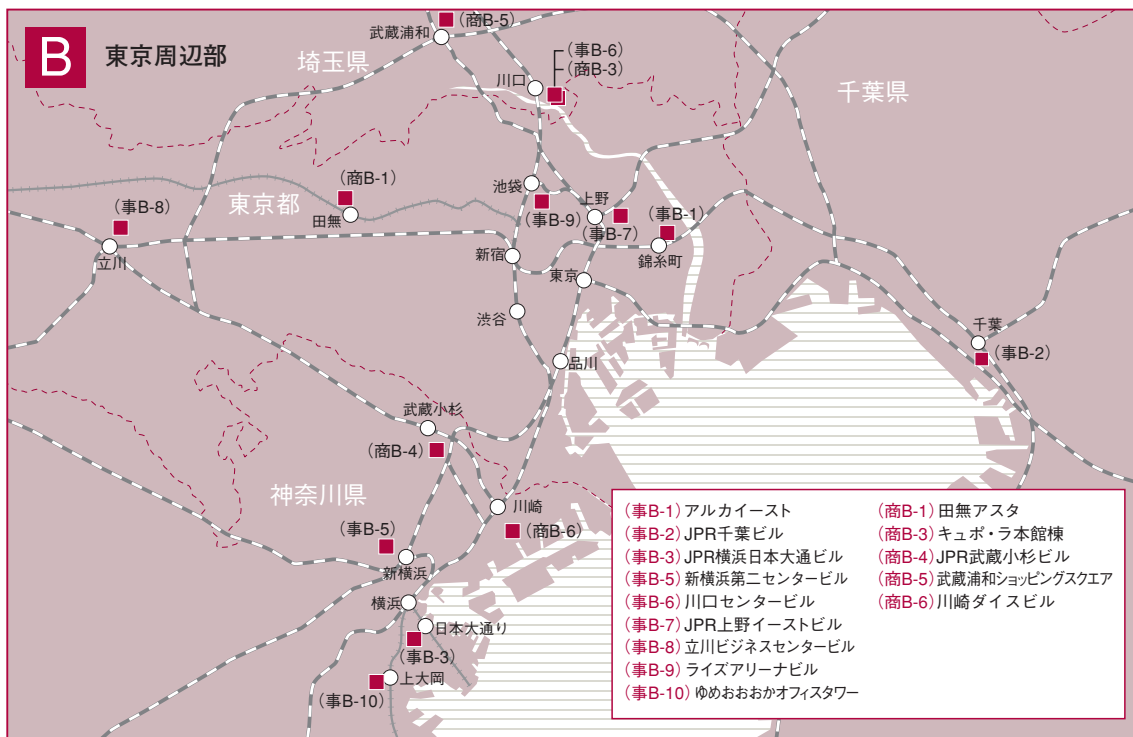 B 東京周辺部
武蔵浦和
(商B-5)
埼玉県
(事B-6)
(商B-3)
川口
千葉県
(商B-1)
池袋
東京都
田無
上野
(事B-8)
(事B-9)
(事B-7)
(事B-1)
立川
新宿
錦糸町
東京
渋谷
千葉
(事B-2)
品川
武蔵小杉
(商B-4)
神奈川県
川崎
(事B-5)
(商B-6)
新横浜
横浜
日本大通り
(事B-3)
上大岡
(事B-10)
(事B-1)アルカイースト
(事B-2)JPR千葉ビル
(事B-3)JPR横浜日本大通ビル
(事B-5)新横浜第二センタービル
(事B-6)川口センタービル
(事B-7)JPR上野イーストビル
(事B-8)立川ビジネスセンタービル
(事B-9)ライズアリーナビル
(事B-10)ゆめおおおかオフィスタワー
(商B-1)田無アスタ
(商B-3)キュポ・ラ本館棟
(商B-4)JPR武蔵小杉ビル
(商B-5)武蔵浦和ショッピングスクエア
(商B-6)川崎ダイスビル